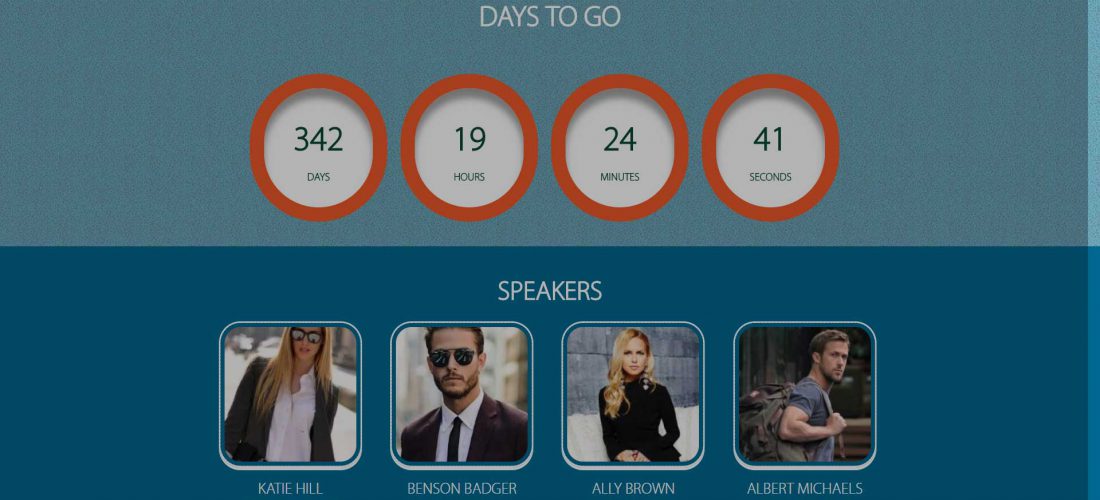 DAYS TO GO
342 19 24 41
DAYS HOURS MINUTES SECONDS
SPEAKERS
KATIE HILL BENSON BADGER ALLY BROWN ALBERT MICHAELS